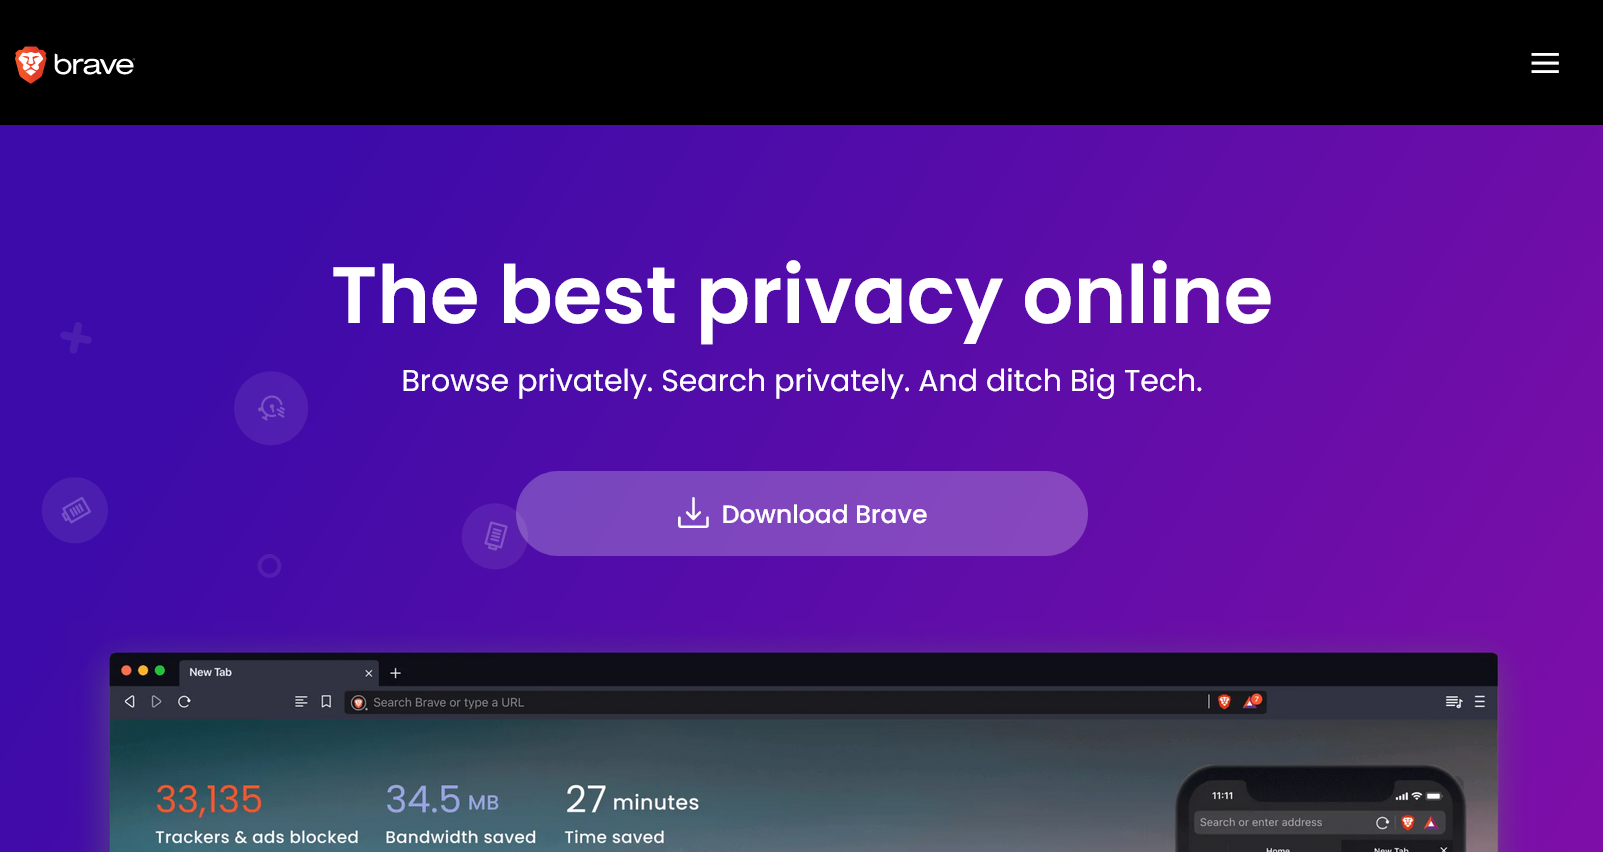 brave
The best privacy online
Browse privately. Search privately. And ditch Big Tech.
Download Brave
New Tab
Search Brave or type a URL
7
33,135
Trackers & ads blocked
34.5 MB
Bandwidth saved
27 minutes
Time saved
11:11
Search or enter address
Home
New Tab